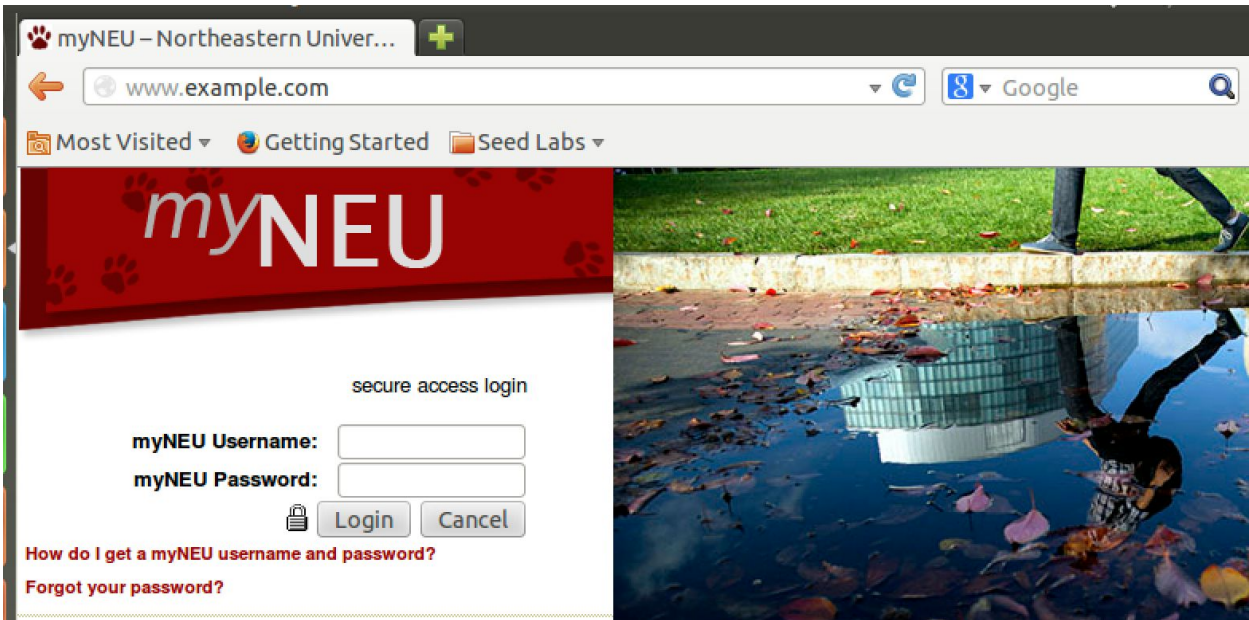 myNEU – Northeastern Univer...
www.example.com
Google
Most Visited
Getting Started
Seed Labs
myNEU
secure access login
myNEU Username:
myNEU Password:
Login
Cancel
How do I get a myNEU username and password?
Forgot your password?